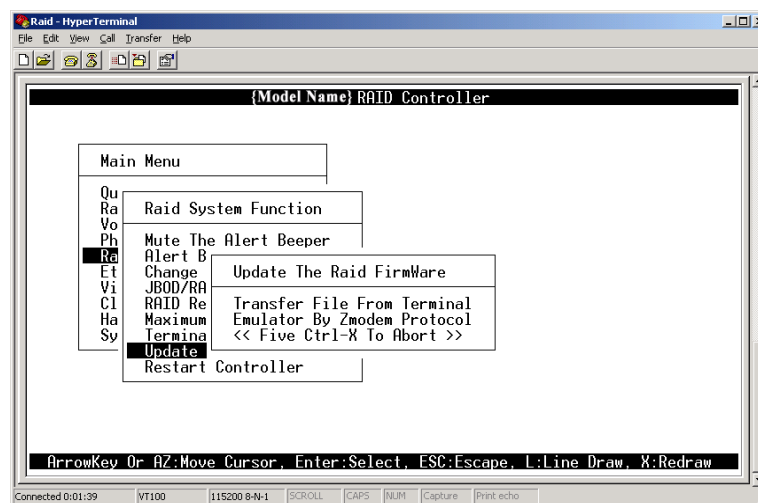 Raid - HyperTerminal
File Edit View Call Transfer Help
{Model Name} RAID Controller
Main Menu
Qu
Ra
Vo
Ph
Ra
Et
Vi
Cl
Ha
Sy
Raid System Function
Mute The Alert Beeper
Alert B
Change
JBOD/RA
RAID Re
Maximum
Termina
Update
Restart Controller
Update The Raid FirmWare
Transfer File From Terminal
Emulator By Zmodem Protocol
<< Five Ctrl-X To Abort >>
ArrowKey Or AZ:Move Cursor, Enter:Select, ESC:Escape, L:Line Draw, X:Redraw
Connected 0:01:39 VT100 115200 8-N-1 SCROLL CAPS NUM Capture Print echo